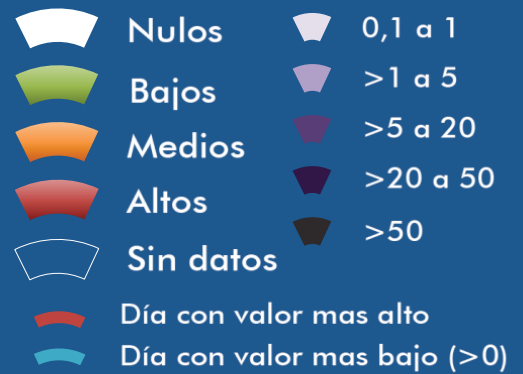 Nulos
Bajos
Medios
Altos
Sin datos
0,1 a 1
>1 a 5
>5 a 20
>20 a 50
>50
Día con valor mas alto
Día con valor mas bajo (>0)